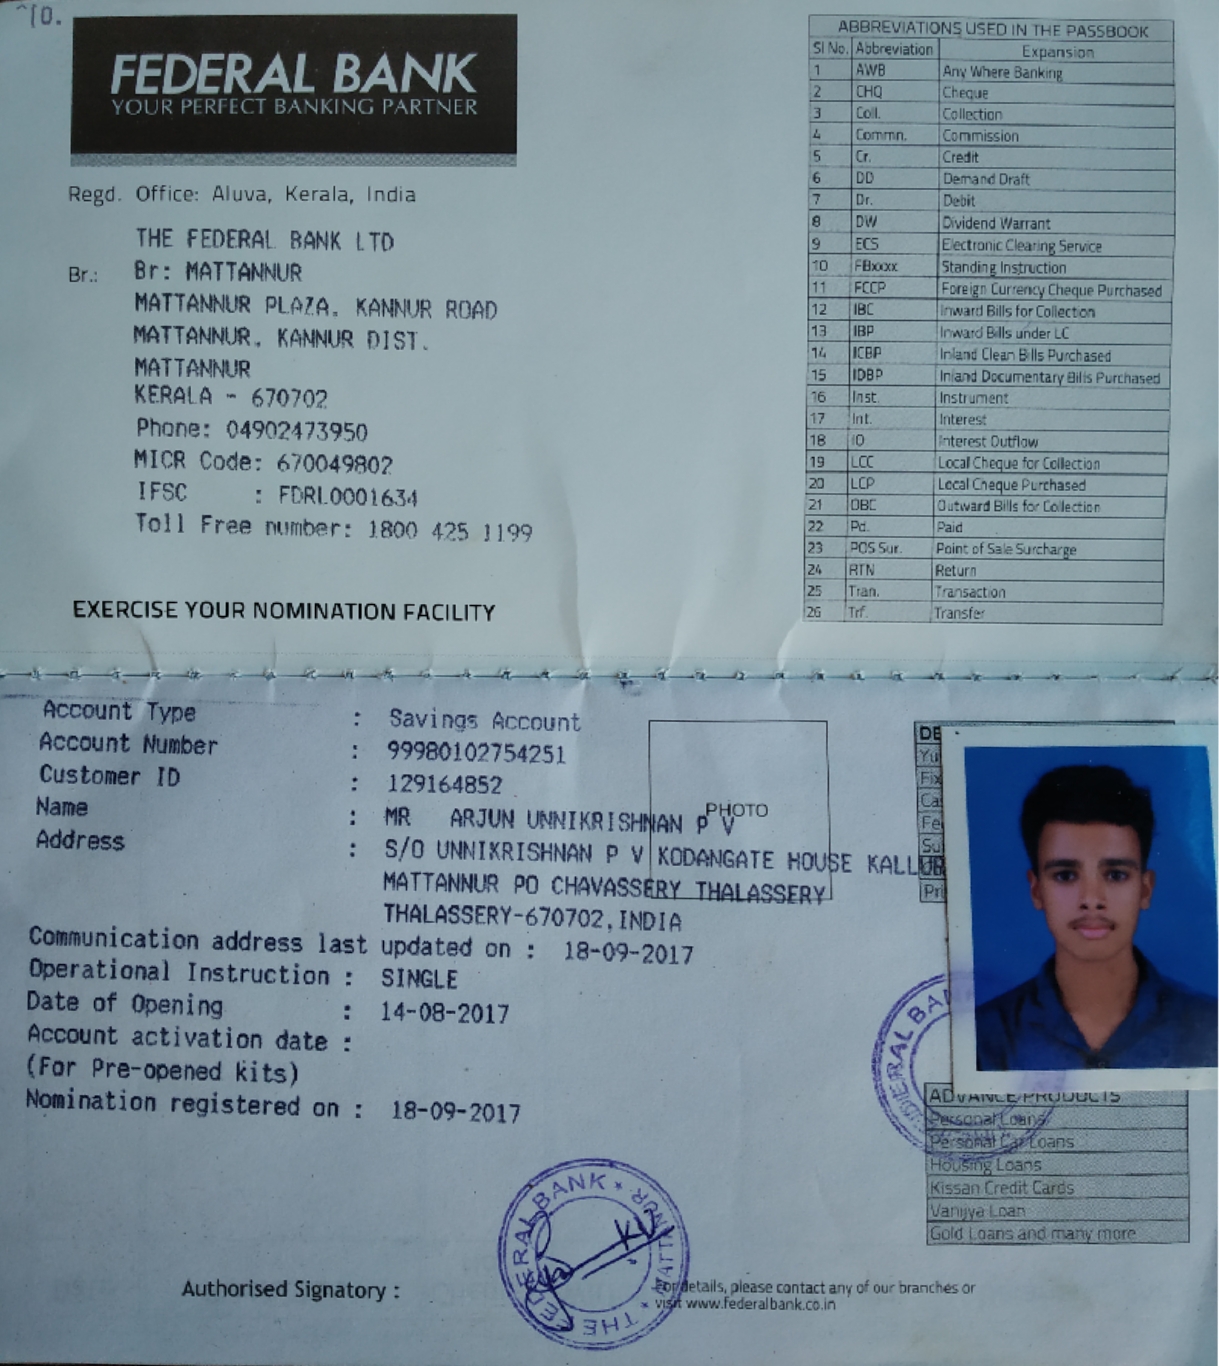 FEDERAL BANK
YOUR PERFECT BANKING PARTNER
Regd. Office: Aluva, Kerala, India
THE FEDERAL BANK LTD
Br.: Br: MATTANNUR
MATTANNUR PLAZA, KANNUR ROAD
MATTANNUR, KANNUR DIST.
MATTANNUR
KERALA - 670702
Phone: 04902473950
MICR Code: 670049802
IFSC : FDRL0001634
Toll Free number: 1800 425 1199
EXERCISE YOUR NOMINATION FACILITY
ABBREVIATIONS USED IN THE PASSBOOK
Sl No. Abbreviation Expansion
1 AWB Any Where Banking
2 CHQ Cheque
3 Coll. Collection
4 Commn. Commission
5 Cr. Credit
6 DD Demand Draft
7 Dr. Debit
8 DW Dividend Warrant
9 ECS Electronic Clearing Service
10 FBxxxx Standing Instruction
11 FCCP Foreign Currency Cheque Purchased
12 IBC Inward Bills for Collection
13 IBP Inward Bills under LC
14 ICBP Inland Clean Bills Purchased
15 IDBP Inland Documentary Bills Purchased
16 Inst. Instrument
17 Int. Interest
18 IO Interest Outflow
19 LCC Local Cheque for Collection
20 LCP Local Cheque Purchased
21 OBC Outward Bills for Collection
22 Pd. Paid
23 POS Sur. Point of Sale Surcharge
24 RTN Return
25 Tran. Transaction
26 Trf. Transfer
Account Type : Savings Account
Account Number : 99980102754251
Customer ID : 129164852
Name : MR ARJUN UNNIKRISHNAN P V
PHOTO
Address : S/O UNNIKRISHNAN P V KODANGATE HOUSE KALLUR
MATTANNUR PO CHAVASSERY THALASSERY
THALASSERY-670702, INDIA
Communication address last updated on : 18-09-2017
Operational Instruction : SINGLE
Date of Opening : 14-08-2017
Account activation date :
(For Pre-opened kits)
Nomination registered on : 18-09-2017
ADVANCE PRODUCTS
Personal Loans
Personal Car Loans
Housing Loans
Kissan Credit Cards
Vanijya Loan
Gold Loans and many more
THE FEDERAL BANK * MATTANNUR *
Authorised Signatory :
For details, please contact any of our branches or
visit www.federalbank.co.in